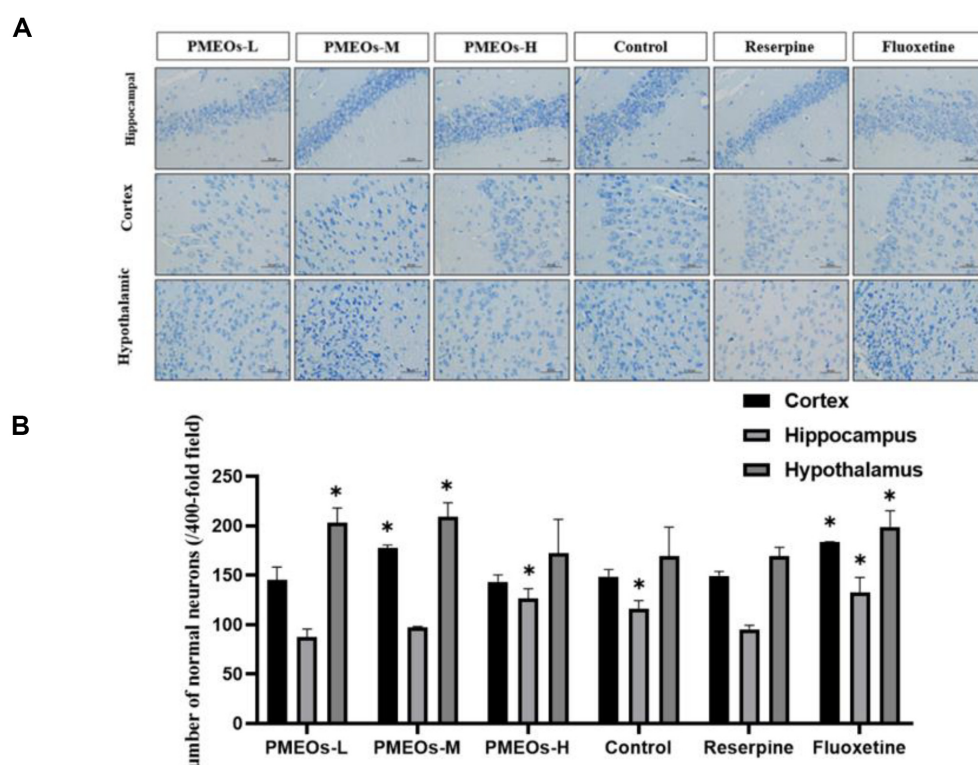 A
PMEOs-L PMEOs-M PMEOs-H Control Reserpine Fluoxetine
Hippocampal
Cortex
Hypothalamic
B
Cortex
Hippocampus
Hypothalamus
umber of normal neurons (/400-fold field)
250
200
150
100
50
0
* * * * * * * *
PMEOs-L PMEOs-M PMEOs-H Control Reserpine Fluoxetine